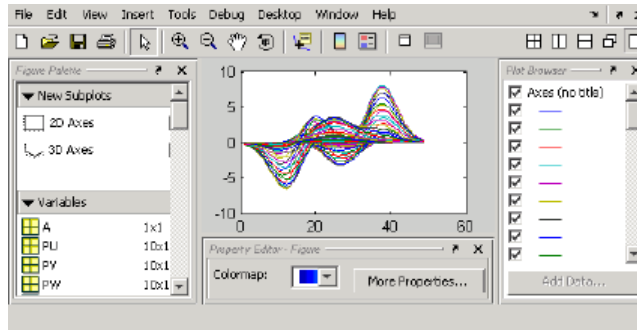 File Edit View Insert Tools Debug Desktop Window Help
Figure Palette
New Subplots
2D Axes
3D Axes
Variables
A 1x1
PU 10x1
PV 10x1
PW 10x1
10
5
0
-5
-10
0 20 40 60
Property Editor - Figure
Colormap:
More Properties...
Plot Browser
Axes (no title)
Add Data...